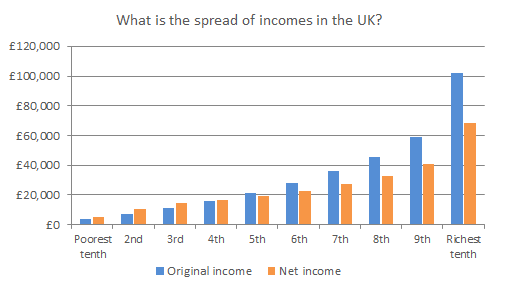 What is the spread of incomes in the UK?
£120,000
£100,000
£80,000
£60,000
£40,000
£20,000
£0
Poorest tenth 2nd 3rd 4th 5th 6th 7th 8th 9th Richest tenth
Original income Net income